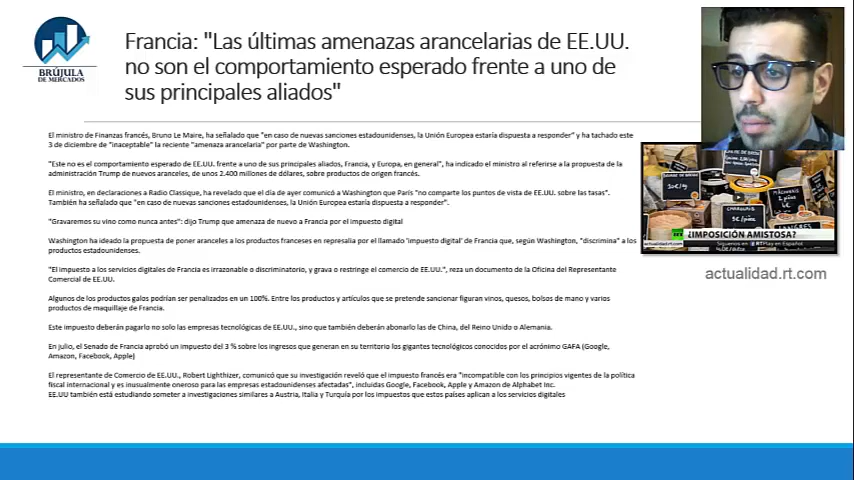 BRÚJULA
DE MERCADOS
Francia: "Las últimas amenazas arancelarias de EE.UU.
no son el comportamiento esperado frente a uno de
sus principales aliados"
El ministro de Finanzas francés, Bruno Le Maire, ha señalado que "en caso de nuevas sanciones estadounidenses, la Unión Europea estaría dispuesta a responder" y ha tachado este
3 de diciembre de "inaceptable" la reciente "amenaza arancelaria" por parte de Washington.
"Este no es el comportamiento esperado de EE.UU. frente a uno de sus principales aliados, Francia, y Europa, en general", ha indicado el ministro al referirse a la propuesta de la
administración Trump de nuevos aranceles, de unos 2.400 millones de dólares, sobre productos de origen francés.
El ministro, en declaraciones a Radio Classique, ha revelado que el día de ayer comunicó a Washington que París "no comparte los puntos de vista de EE.UU. sobre las tasas".
También ha señalado que "en caso de nuevas sanciones estadounidenses, la Unión Europea estaría dispuesta a responder".
"Gravaremos su vino como nunca antes": dijo Trump que amenaza de nuevo a Francia por el impuesto digital
Washington ha ideado la propuesta de poner aranceles a los productos franceses en represalia por el llamado 'impuesto digital' de Francia que, según Washington, "discrimina" a los
productos estadounidenses.
"El impuesto a los servicios digitales de Francia es irrazonable o discriminatorio, y grava o restringe el comercio de EE.UU.", reza un documento de la Oficina del Representante
Comercial de EE.UU.
Algunos de los productos galos podrían ser penalizados en un 100%. Entre los productos y artículos que se pretende sancionar figuran vinos, quesos, bolsos de mano y varios
productos de maquillaje de Francia.
Este impuesto deberán pagarlo no solo las empresas tecnológicas de EE.UU., sino que también deberán abonarlo las de China, del Reino Unido o Alemania.
En julio, el Senado de Francia aprobó un impuesto del 3 % sobre los ingresos que generan en su territorio los gigantes tecnológicos conocidos por el acrónimo GAFA (Google,
Amazon, Facebook, Apple)
El representante de Comercio de EE.UU., Robert Lighthizer, comunicó que su investigación reveló que el impuesto francés era "incompatible con los principios vigentes de la política
fiscal internacional y es inusualmente oneroso para las empresas estadounidenses afectadas", incluidas Google, Facebook, Apple y Amazon de Alphabet Inc.
EE.UU también está estudiando someter a investigaciones similares a Austria, Italia y Turquía por los impuestos que estos países aplican a los servicios digitales
¿IMPOSICIÓN AMISTOSA?
RT
actualidad.rt.com
Síguenos en RTPlay en Español
actualidad.rt.com